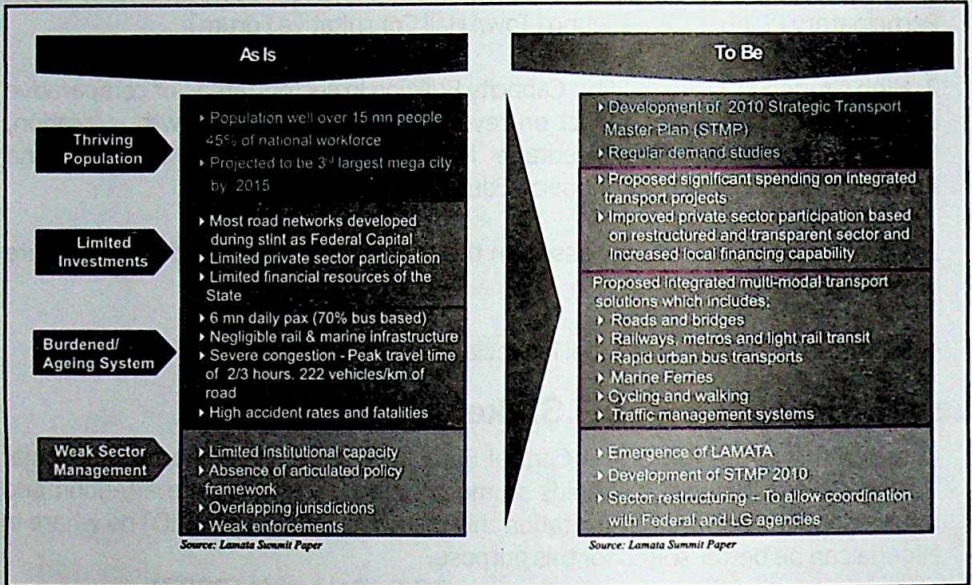 As Is
Thriving
Population
▸ Population well over 15 mn people
45% of national workforce
▸ Projected to be 3rd largest mega city
by 2015
Limited
Investments
▸ Most road networks developed
during stint as Federal Capital
▸ Limited private sector participation
▸ Limited financial resources of the
State
Burdened/
Ageing System
▸ 6 mn daily pax (70% bus based)
▸ Negligible rail & marine infrastructure
▸ Severe congestion - Peak travel time
of 2/3 hours. 222 vehicles/km of
road
▸ High accident rates and fatalities
Weak Sector
Management
▸ Limited institutional capacity
▸ Absence of articulated policy
framework
▸ Overlapping jurisdictions
▸ Weak enforcements
Source: Lamata Summit Paper
To Be
▸ Development of 2010 Strategic Transport
Master Plan (STMP)
▸ Regular demand studies
▸ Proposed significant spending on integrated
transport projects
▸ Improved private sector participation based
on restructured and transparent sector and
Increased local financing capability
Proposed integrated multi-modal transport
solutions which includes;
▸ Roads and bridges
▸ Railways, metros and light rail transit
▸ Rapid urban bus transports
▸ Marine Ferries
▸ Cycling and walking
▸ Traffic management systems
▸ Emergence of LAMATA
▸ Development of STMP 2010
▸ Sector restructuring – To allow coordination
with Federal and LG agencies
Source: Lamata Summit Paper